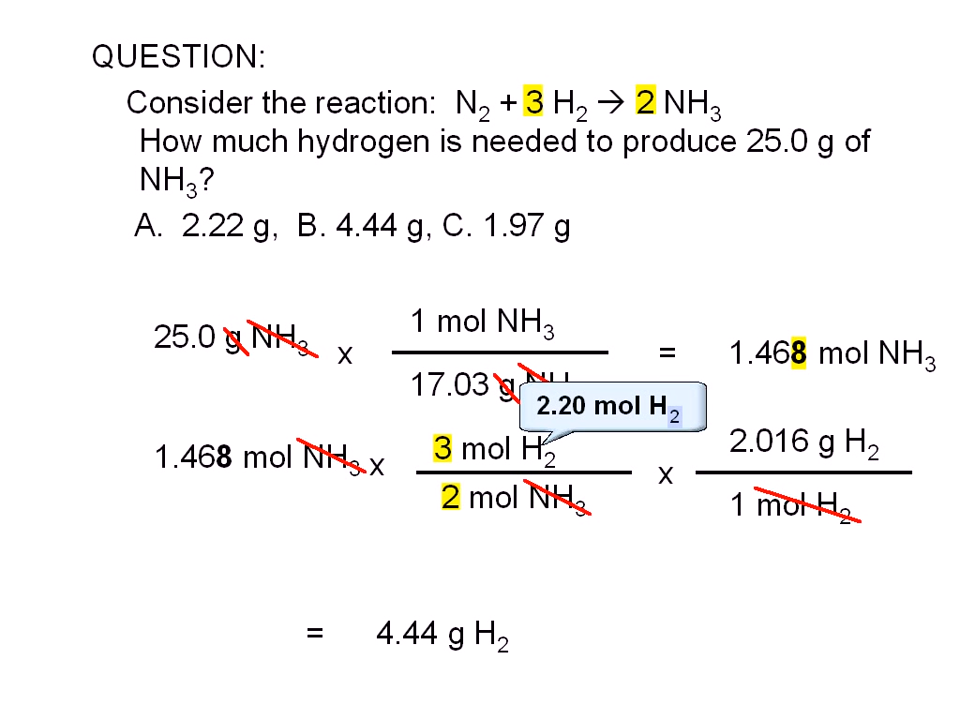 QUESTION:
Consider the reaction: N₂ + 3 H₂ → 2 NH₃
How much hydrogen is needed to produce 25.0 g of
NH₃?
A. 2.22 g, B. 4.44 g, C. 1.97 g
1 mol NH₃
25.0 g NH₃ x = 1.468 mol NH₃
17.03 g NH
2.20 mol H₂
3 mol H₂ 2.016 g H₂
1.468 mol NH₃ x x
2 mol NH₃ 1 mol H₂
= 4.44 g H₂